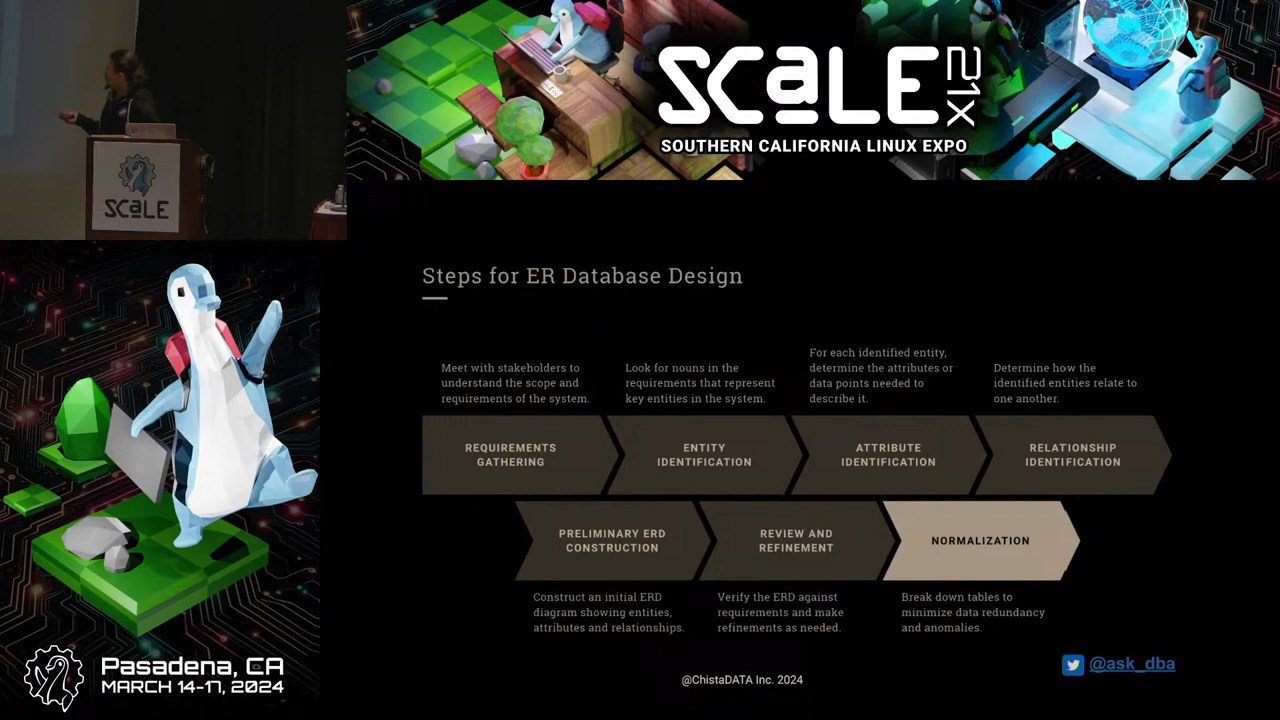 SCaLE
21X
SOUTHERN CALIFORNIA LINUX EXPO
SCaLE
Steps for ER Database Design
Meet with stakeholders to
understand the scope and
requirements of the system.
Look for nouns in the
requirements that represent
key entities in the system.
For each identified entity,
determine the attributes or
data points needed to
describe it.
Determine how the
identified entities relate to
one another.
REQUIREMENTS
GATHERING
ENTITY
IDENTIFICATION
ATTRIBUTE
IDENTIFICATION
RELATIONSHIP
IDENTIFICATION
PRELIMINARY ERD
CONSTRUCTION
REVIEW AND
REFINEMENT
NORMALIZATION
Construct an initial ERD
diagram showing entities,
attributes and relationships.
Verify the ERD against
requirements and make
refinements as needed.
Break down tables to
minimize data redundancy
and anomalies.
@ask_dba
@ChistaDATA Inc. 2024
Pasadena, CA
MARCH 14-17, 2024